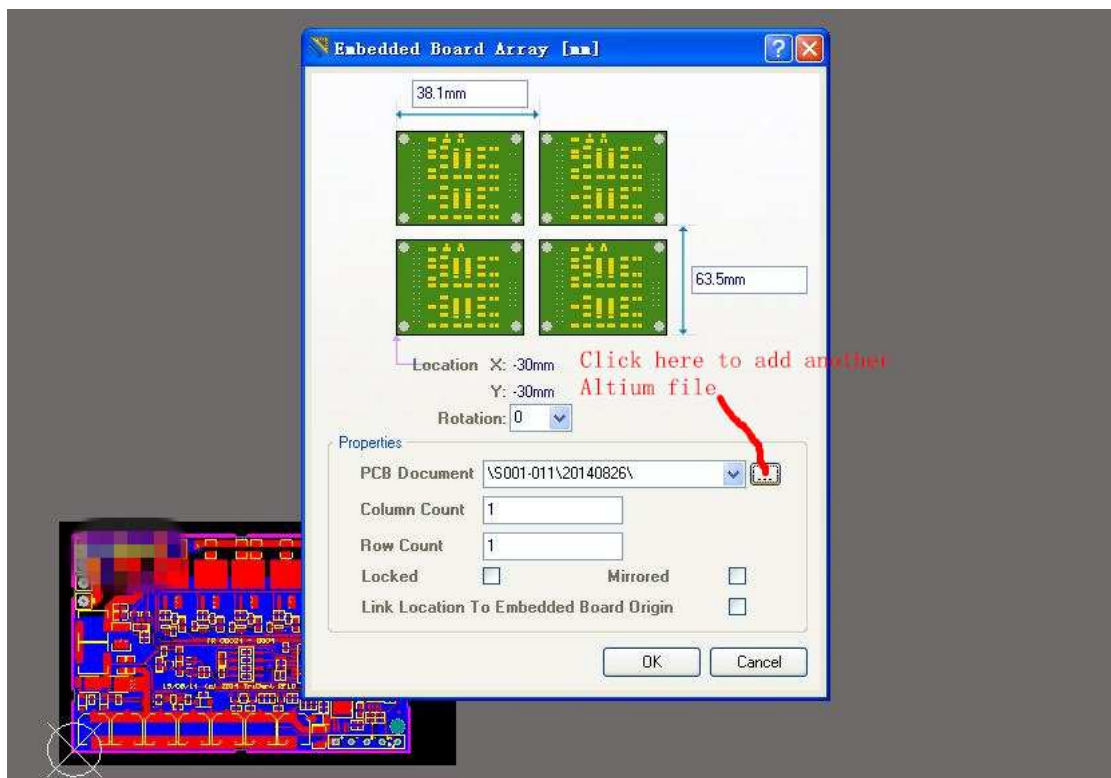 Embedded Board Array [mm]
38.1mm
63.5mm
Location X: -30mm
Y: -30mm
Rotation: 0
Click here to add another
Altium file
Properties
PCB Document \S001-011\20140826\
...
Column Count 1
Row Count 1
Locked Mirrored
Link Location To Embedded Board Origin
OK Cancel